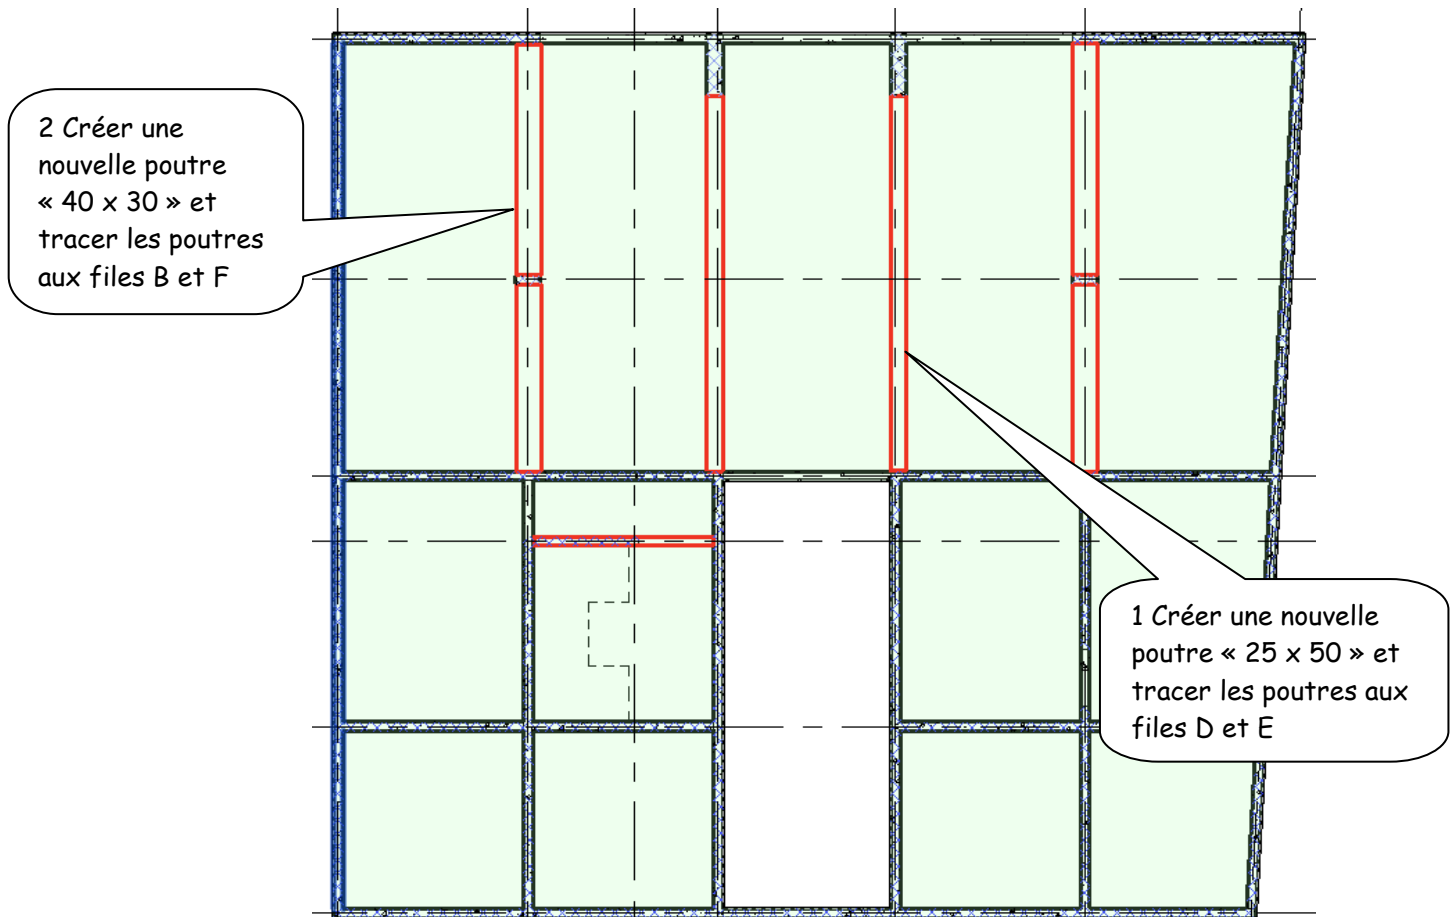 2 Créer une
nouvelle poutre
« 40 x 30 » et
tracer les poutres
aux files B et F
1 Créer une nouvelle
poutre « 25 x 50 » et
tracer les poutres aux
files D et E